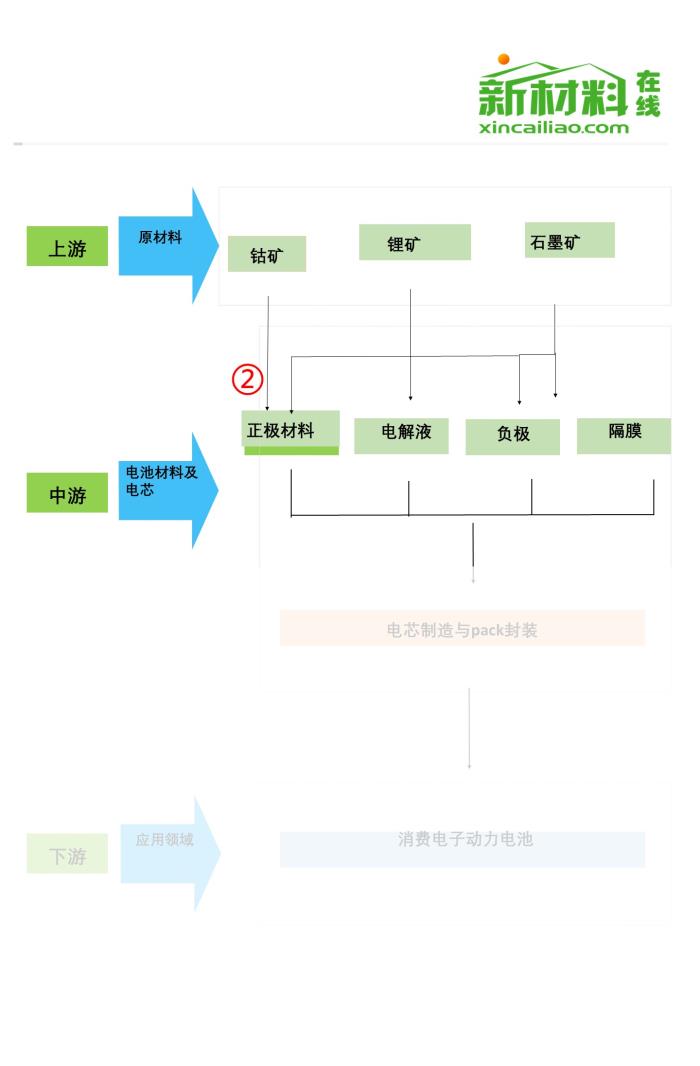 新材料在线
xincailiao.com
上游
原材料
钴矿
锂矿
石墨矿
②
正极材料
电解液
负极
隔膜
中游
电池材料及
电芯
电芯制造与pack封装
下游
应用领域
消费电子动力电池